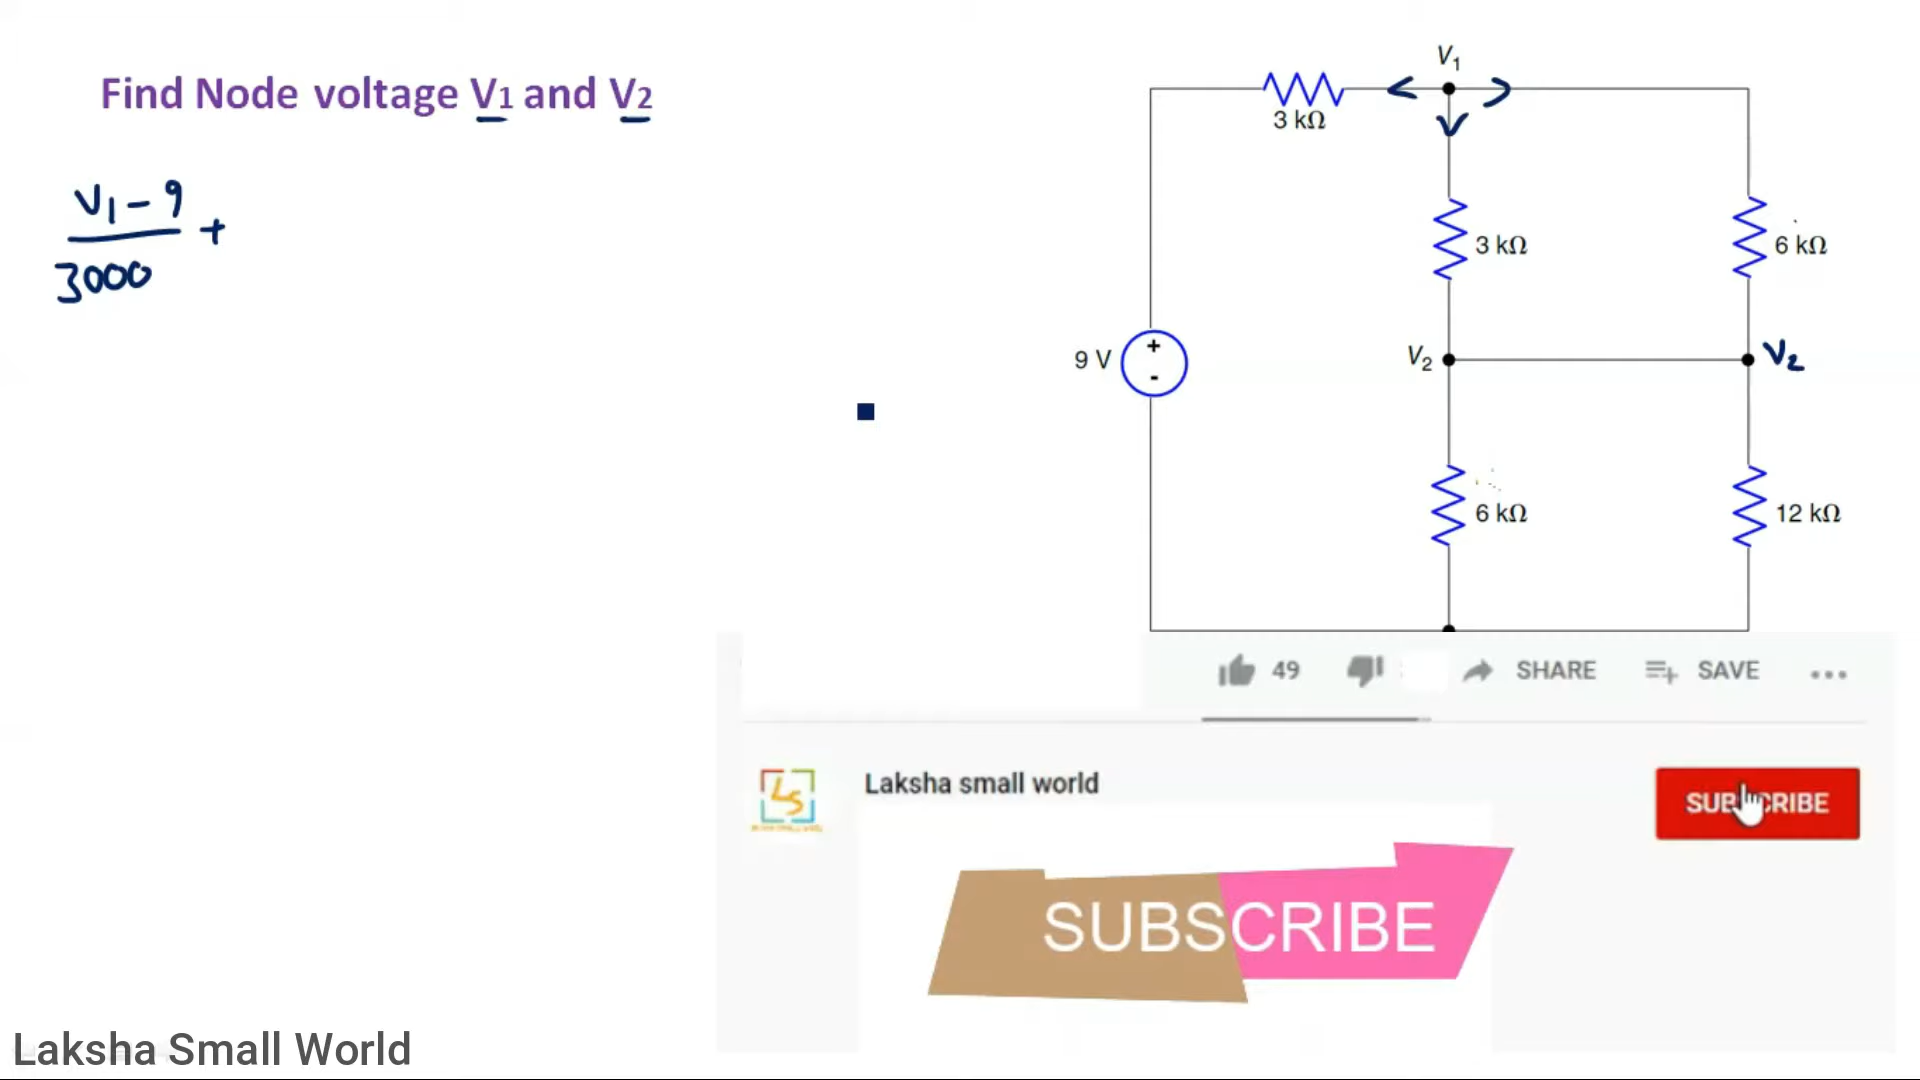 Find Node voltage V1 and V2
V1 - 9
3000
+
V1
3 kΩ
3 kΩ
6 kΩ
9 V
+
-
V2
V2
6 kΩ
12 kΩ
49
SHARE
SAVE
LS
Laksha small world
SUBSCRIBE
SUBSCRIBE
Laksha Small World